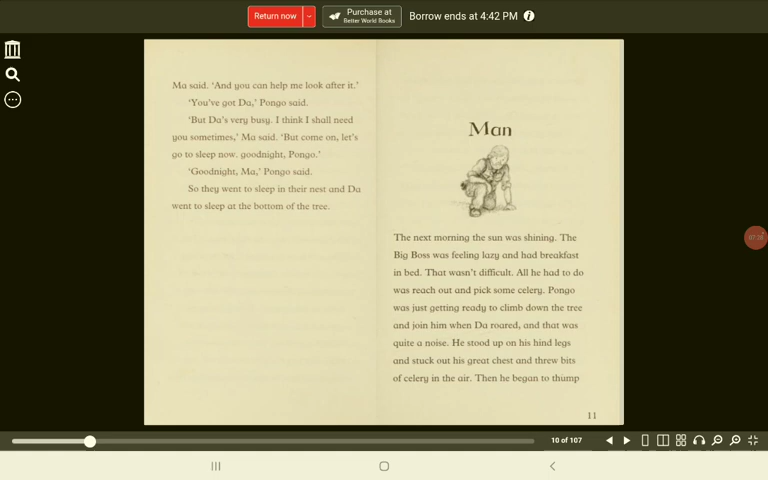 Return now
Purchase at
Better World Books
Borrow ends at 4:42 PM
Ma said. ‘And you can help me look after it.’
‘You’ve got Da,’ Pongo said.
‘But Da’s very busy. I think I shall need
you sometimes,’ Ma said. ‘But come on, let’s
go to sleep now. goodnight, Pongo.’
‘Goodnight, Ma,’ Pongo said.
So they went to sleep in their nest and Da
went to sleep at the bottom of the tree.
Man
The next morning the sun was shining. The
Big Boss was feeling lazy and had breakfast
in bed. That wasn’t difficult. All he had to do
was reach out and pick some celery. Pongo
was just getting ready to climb down the tree
and join him when Da roared, and that was
quite a noise. He stood up on his hind legs
and stuck out his great chest and threw bits
of celery in the air. Then he began to thump
11
10 of 107